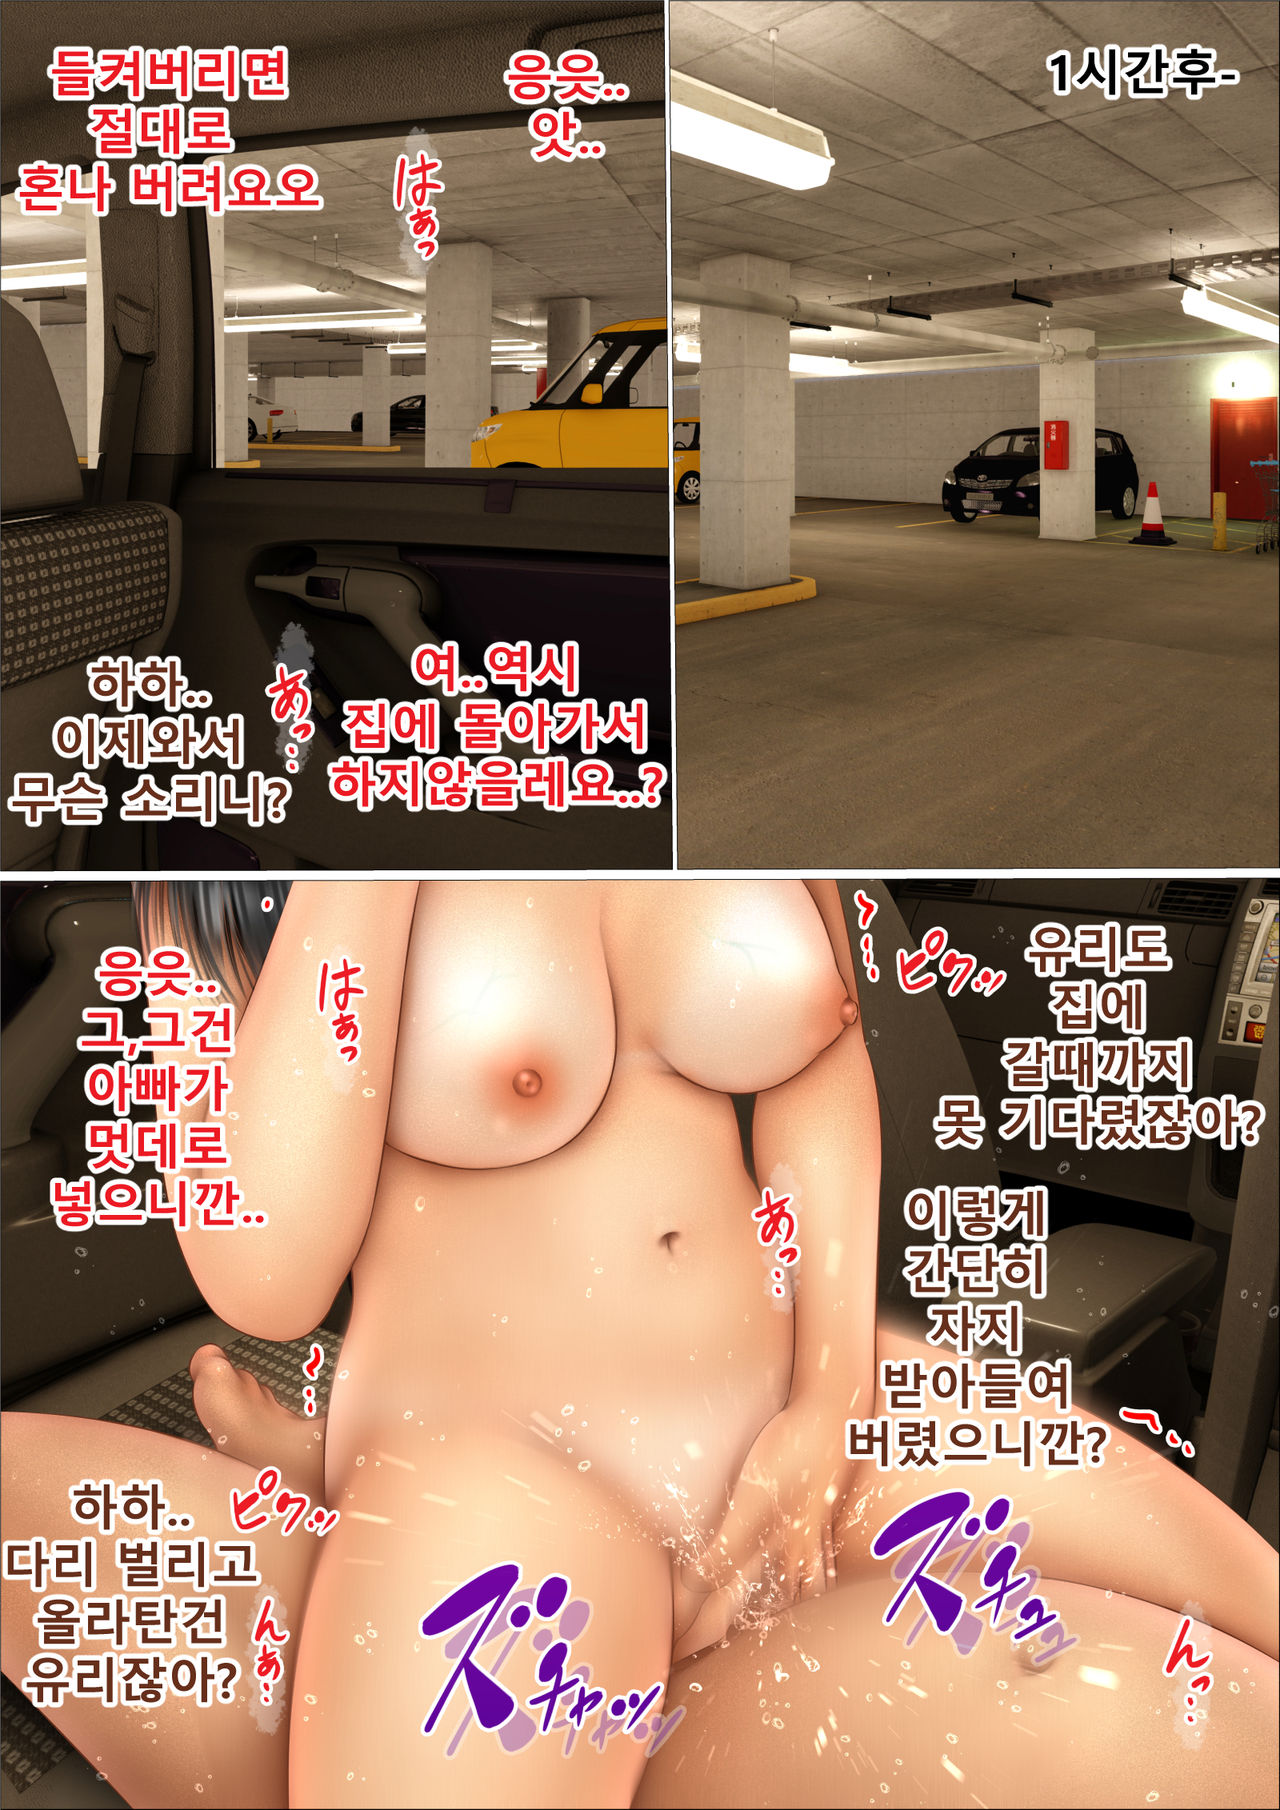 1시간후-
응읏..
앗..
はぁっ
들켜버리면
절대로
혼나 버려요오
여..역시
집에 돌아가서
하지않을레요..?
あっ…
하하..
이제와서
무슨 소리니?
유리도
집에
갈때까지
못 기다렸잖아?
ピクッ
이렇게
간단히
자지
받아들여
버렸으니깐?
はぁっ
응읏..
그,그건
아빠가
멋데로
넣으니깐..
あっ…
ピクッ
하하..
다리 벌리고
올라탄건
유리잖아?
んぁ…
ズチュッ
ズチャッ
んっ…
消火器